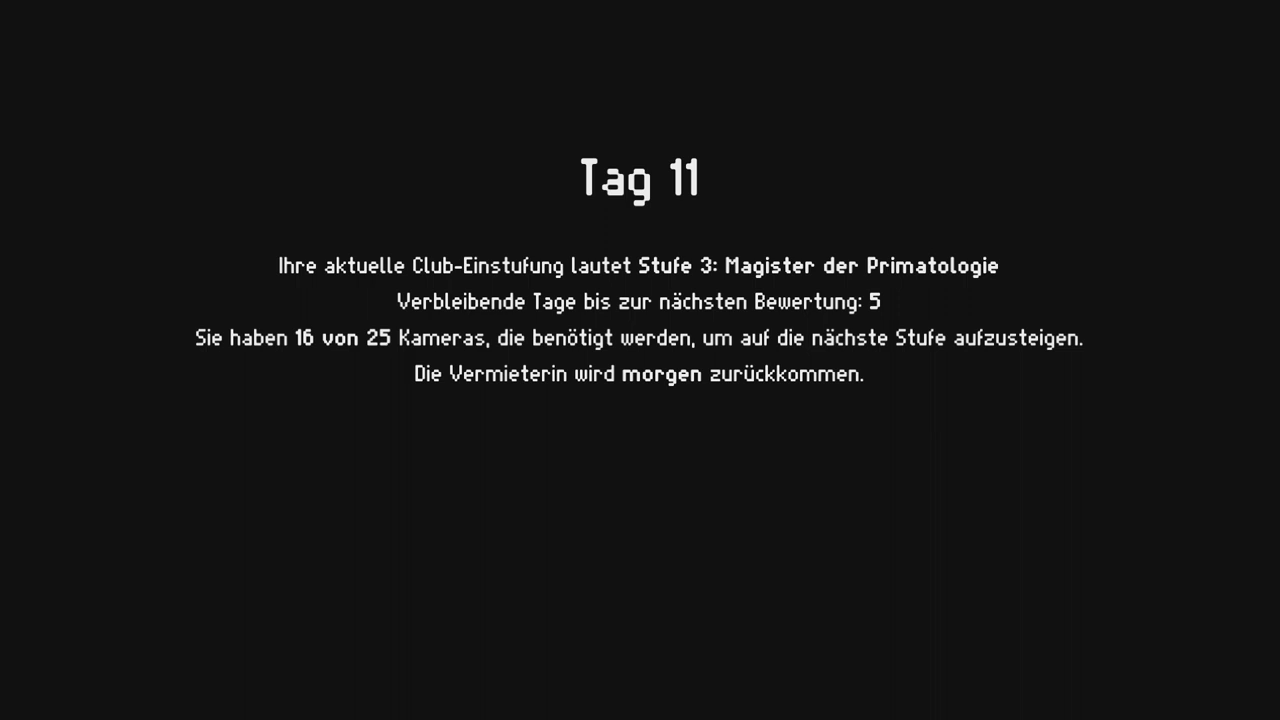 Tag 11
Ihre aktuelle Club-Einstufung lautet Stufe 3: Magister der Primatologie
Verbleibende Tage bis zur nächsten Bewertung: 5
Sie haben 16 von 25 Kameras, die benötigt werden, um auf die nächste Stufe aufzusteigen.
Die Vermieterin wird morgen zurückkommen.